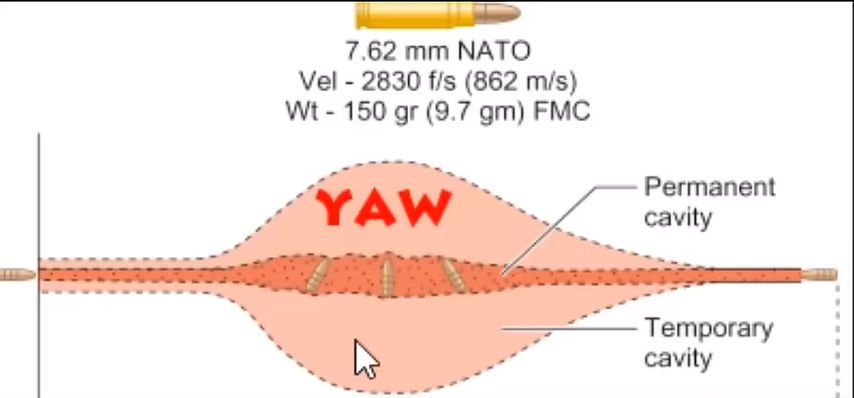 7.62 mm NATO
Vel - 2830 f/s (862 m/s)
Wt - 150 gr (9.7 gm) FMC
YAW
Permanent
cavity
Temporary
cavity